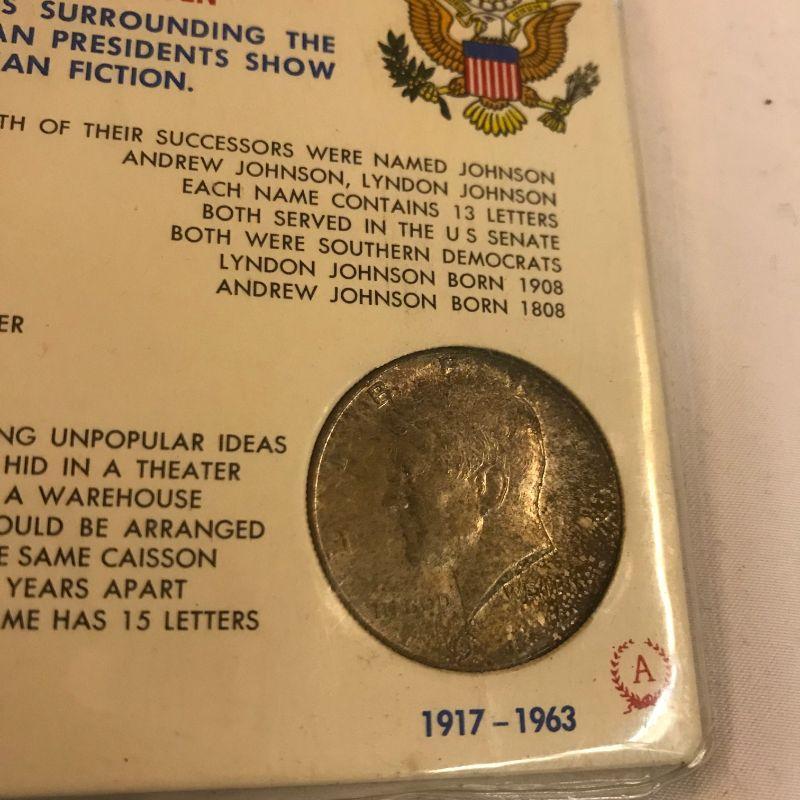 SURROUNDING THE
PRESIDENTS SHOW
FICTION.
OF THEIR SUCCESSORS WERE NAMED JOHNSON
ANDREW JOHNSON, LYNDON JOHNSON
EACH NAME CONTAINS 13 LETTERS
BOTH SERVED IN THE U S SENATE
BOTH WERE SOUTHERN DEMOCRATS
LYNDON JOHNSON BORN 1908
ANDREW JOHNSON BORN 1808
ER
NG UNPOPULAR IDEAS
HID IN A THEATER
A WAREHOUSE
OULD BE ARRANGED
E SAME CAISSON
YEARS APART
ME HAS 15 LETTERS
A
1917 – 1963